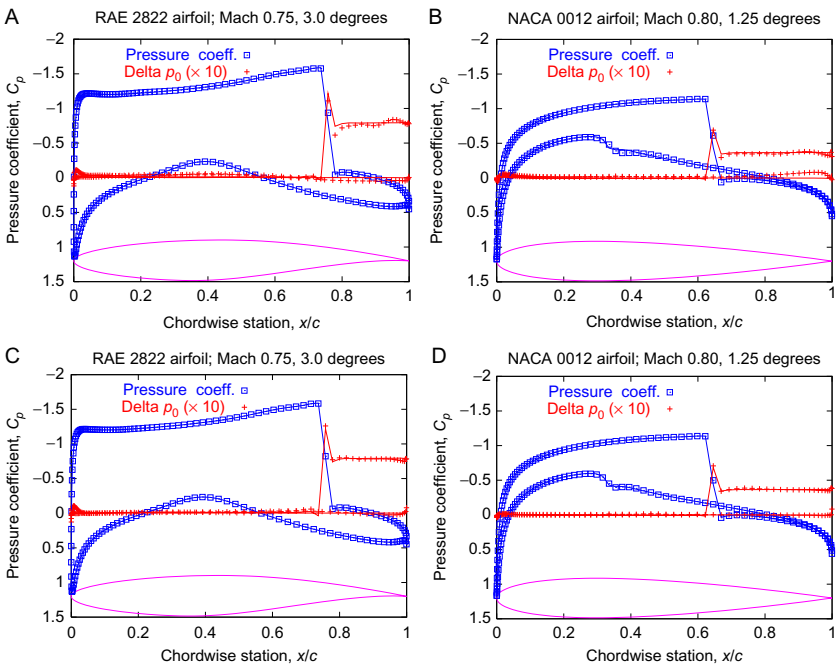 A
RAE 2822 airfoil; Mach 0.75, 3.0 degrees
Pressure coeff.
Delta p0 (× 10)
Pressure coefficient, Cp
−2
−1.5
−1
−0.5
0
0.5
1
1.5
0
0.2
0.4
0.6
0.8
1
Chordwise station, x/c
B
NACA 0012 airfoil; Mach 0.80, 1.25 degrees
Pressure coeff.
Delta p0 (× 10)
Pressure coefficient, Cp
−2
−1.5
−1
−0.5
0
0.5
1
1.5
0
0.2
0.4
0.6
0.8
1
Chordwise station, x/c
C
RAE 2822 airfoil; Mach 0.75, 3.0 degrees
Pressure coeff.
Delta p0 (× 10)
Pressure coefficient, Cp
−2
−1.5
−1
−0.5
0
0.5
1
1.5
0
0.2
0.4
0.6
0.8
1
Chordwise station, x/c
D
NACA 0012 airfoil; Mach 0.80, 1.25 degrees
Pressure coeff.
Delta p0 (× 10)
Pressure coefficient, Cp
−2
−1.5
−1
−0.5
0
0.5
1
1.5
0
0.2
0.4
0.6
0.8
1
Chordwise station, x/c